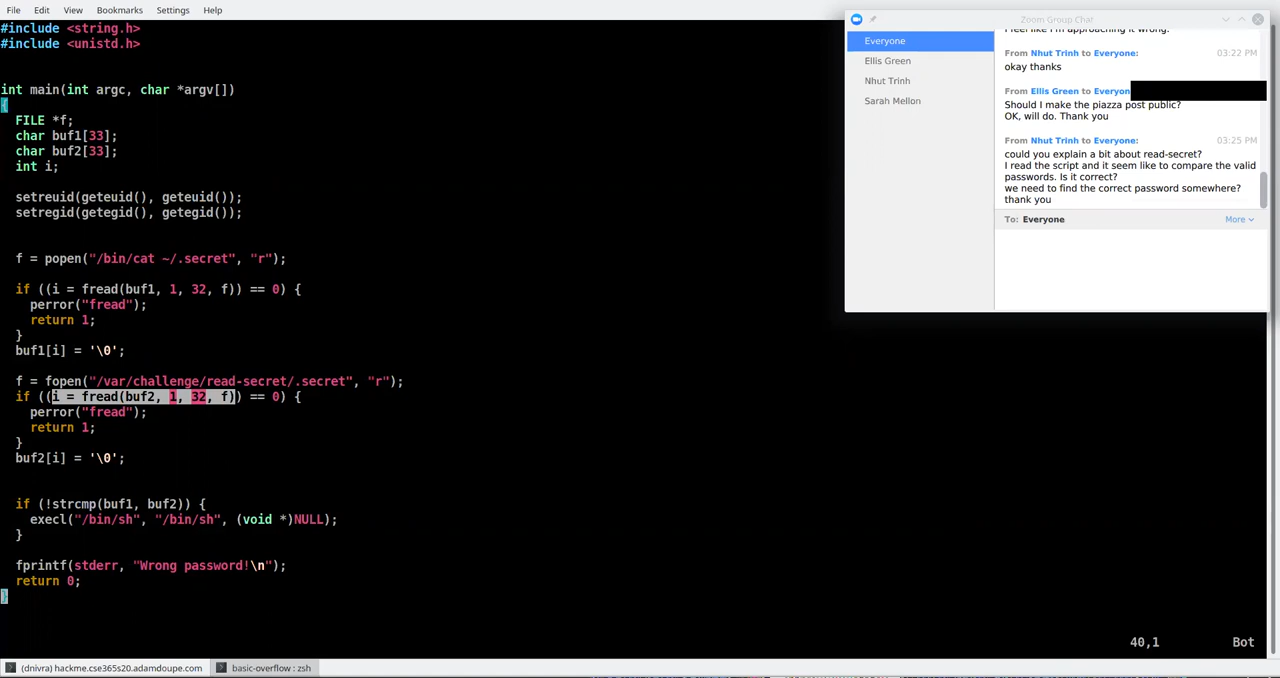 File Edit View Bookmarks Settings Help
#include <string.h>
#include <unistd.h>
int main(int argc, char *argv[])
{
FILE *f;
char buf1[33];
char buf2[33];
int i;
setreuid(geteuid(), geteuid());
setregid(getegid(), getegid());
f = popen("/bin/cat ~/.secret", "r");
if ((i = fread(buf1, 1, 32, f)) == 0) {
perror("fread");
return 1;
}
buf1[i] = '\0';
f = fopen("/var/challenge/read-secret/.secret", "r");
if ((i = fread(buf2, 1, 32, f)) == 0) {
perror("fread");
return 1;
}
buf2[i] = '\0';
if (!strcmp(buf1, buf2)) {
execl("/bin/sh", "/bin/sh", (void *)NULL);
}
fprintf(stderr, "Wrong password!\n");
return 0;
}
40,1 Bot
(dnivra) hackme.cse365s20.adamdoupe.com
basic-overflow : zsh
Zoom Group Chat
Everyone
Ellis Green
Nhut Trinh
Sarah Mellon
I feel like I'm approaching it wrong.
From Nhut Trinh to Everyone: 03:22 PM
okay thanks
From Ellis Green to Everyon
Should I make the piazza post public?
OK, will do. Thank you
From Nhut Trinh to Everyone: 03:25 PM
could you explain a bit about read-secret?
I read the script and it seem like to compare the valid
passwords. Is it correct?
we need to find the correct password somewhere?
thank you
To: Everyone More